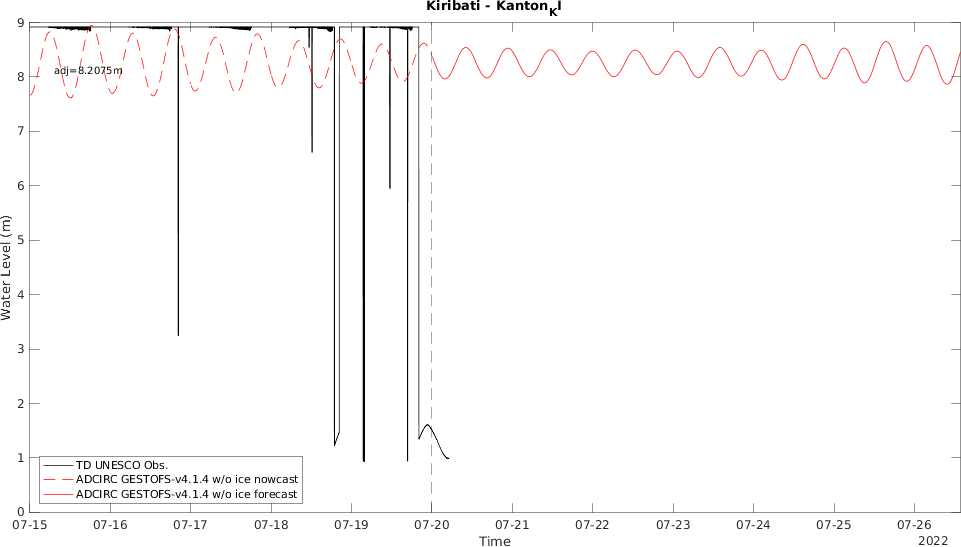 Kiribati - Kanton_KI
9
8
7
6
5
4
3
2
1
0
Water Level (m)
adj=8.2075m
TD UNESCO Obs.
ADCIRC GESTOFS-v4.1.4 w/o ice nowcast
ADCIRC GESTOFS-v4.1.4 w/o ice forecast
07-15 07-16 07-17 07-18 07-19 07-20 07-21 07-22 07-23 07-24 07-25 07-26
Time
2022